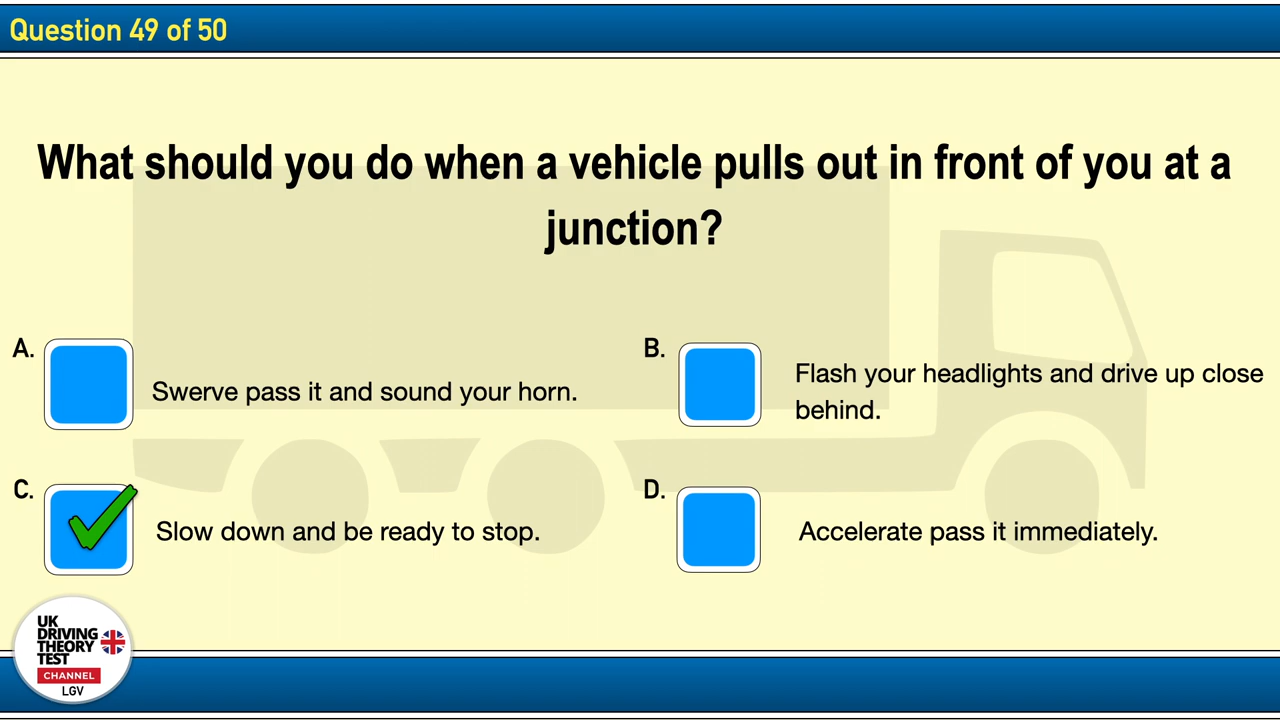 Question 49 of 50
What should you do when a vehicle pulls out in front of you at a
junction?
A.
Swerve pass it and sound your horn.
B.
Flash your headlights and drive up close
behind.
C.
Slow down and be ready to stop.
D.
Accelerate pass it immediately.
UK
DRIVING
THEORY
TEST
CHANNEL
LGV